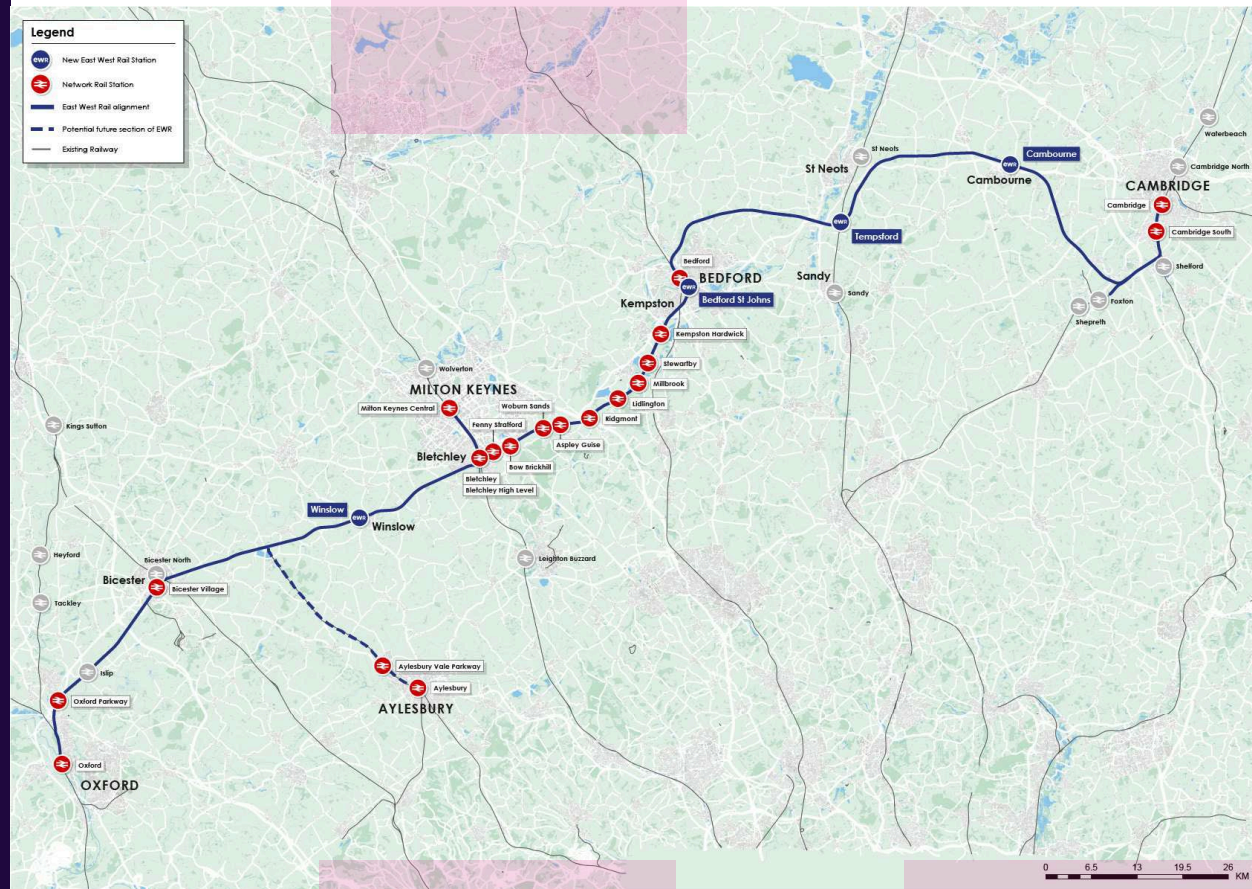 Legend
ewr New East West Rail Station
Network Rail Station
East West Rail alignment
Potential future section of EWR
Existing Railway
Waterbeach
St Neots
St Neots
Cambourne
ewr
Cambourne
Cambridge North
CAMBRIDGE
Cambridge
Cambridge South
ewr
Tempsford
Shelford
Bedford
BEDFORD
ewr
Bedford St Johns
Kempston
Sandy
Sandy
Foxton
Shepreth
Kempston Hardwick
Stewartby
Millbrook
Lidlington
Ridgmont
Wolverton
MILTON KEYNES
Milton Keynes Central
Woburn Sands
Fenny Stratford
Aspley Guise
Bow Brickhill
Bletchley
Bletchley
Bletchley High Level
Kings Sutton
Winslow
ewr
Winslow
Leighton Buzzard
Heyford
Bicester North
Bicester
Bicester Village
Tackley
Islip
Aylesbury Vale Parkway
Aylesbury
AYLESBURY
Oxford Parkway
Oxford
OXFORD
0 6.5 13 19.5 26
KM